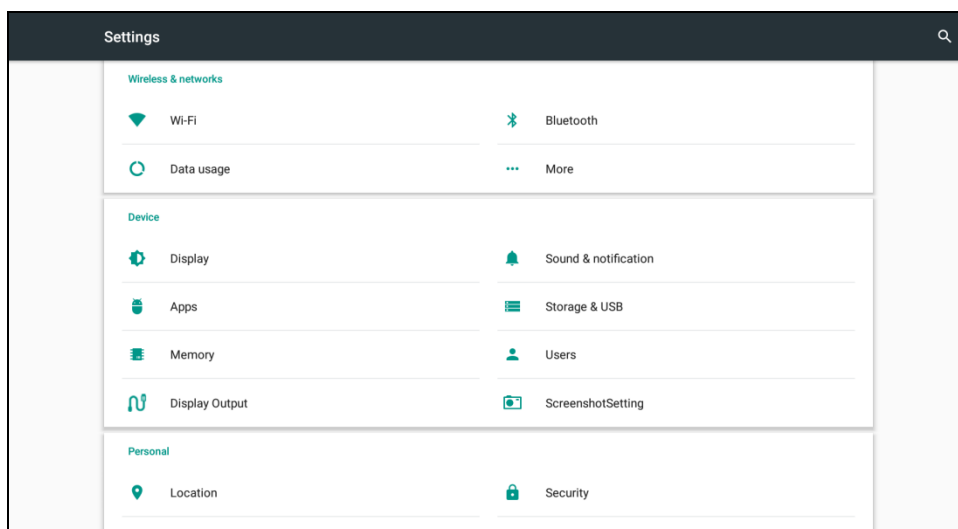 Settings
Wireless & networks
Wi-Fi
Bluetooth
Data usage
More
Device
Display
Sound & notification
Apps
Storage & USB
Memory
Users
Display Output
ScreenshotSetting
Personal
Location
Security